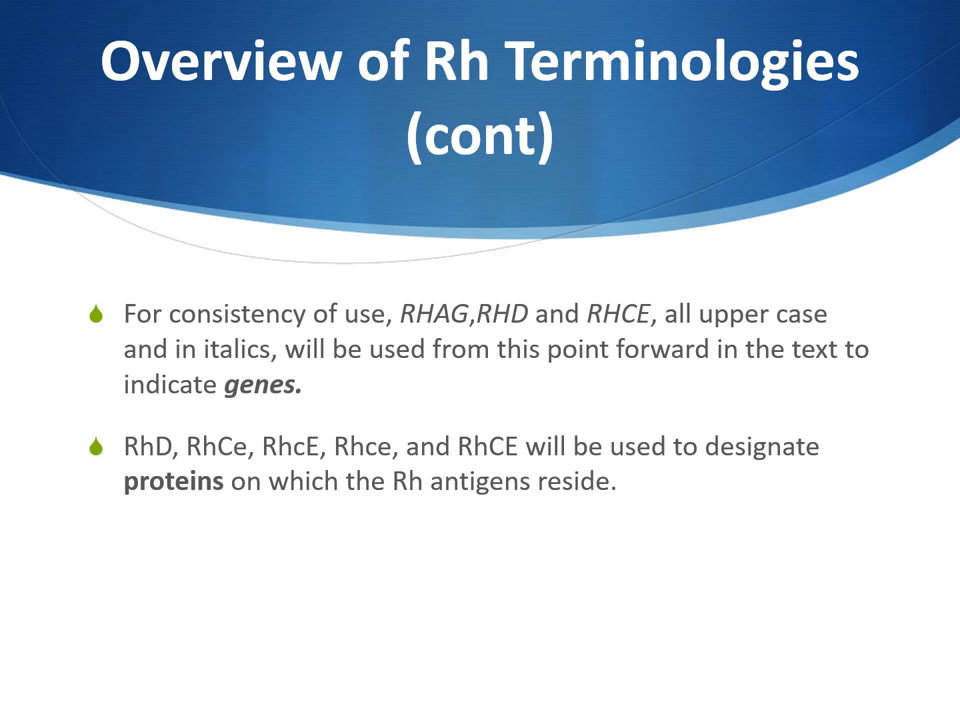 Overview of Rh Terminologies
(cont)
For consistency of use, RHAG,RHD and RHCE, all upper case
and in italics, will be used from this point forward in the text to
indicate genes.
RhD, RhCe, RhcE, Rhce, and RhCE will be used to designate
proteins on which the Rh antigens reside.